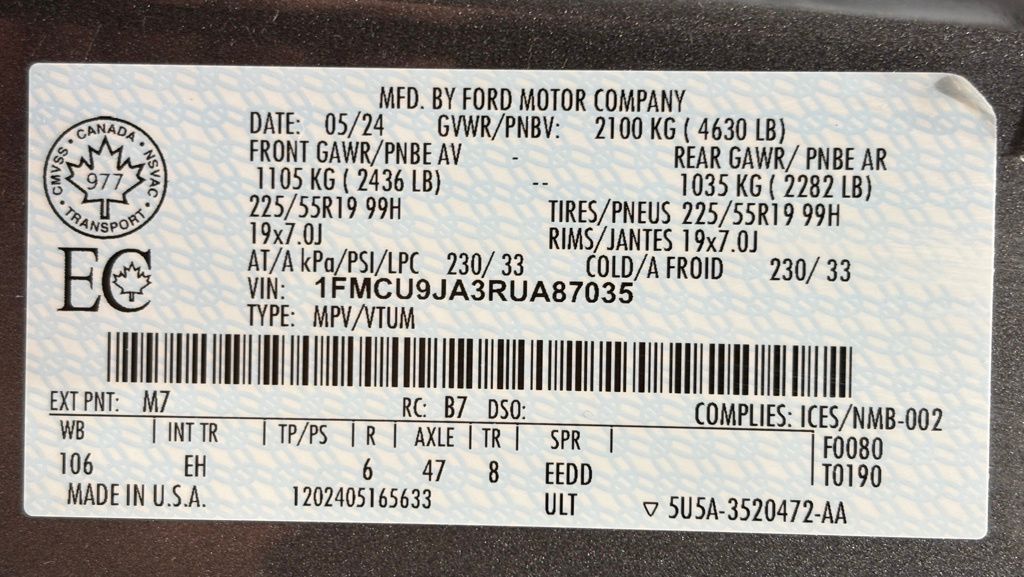 MFD. BY FORD MOTOR COMPANY
DATE: 05/24 GVWR/PNBV: 2100 KG ( 4630 LB)
FRONT GAWR/PNBE AV - REAR GAWR/ PNBE AR
1105 KG ( 2436 LB) -- 1035 KG ( 2282 LB)
225/55R19 99H TIRES/PNEUS 225/55R19 99H
19x7.0J RIMS/JANTES 19x7.0J
AT/A kPa/PSI/LPC 230/ 33 COLD/A FROID 230/ 33
VIN: 1FMCU9JA3RUA87035
TYPE: MPV/VTUM
CANADA • NSVAC • TRANSPORT • CMVSS •
977
EC
EXT PNT: M7 RC: B7 DSO: COMPLIES: ICES/NMB-002
WB | INT TR | TP/PS | R | AXLE | TR | SPR | F0080
106 EH 6 47 8 EEDD T0190
MADE IN U.S.A. 1202405165633 ULT ▽ 5U5A-3520472-AA